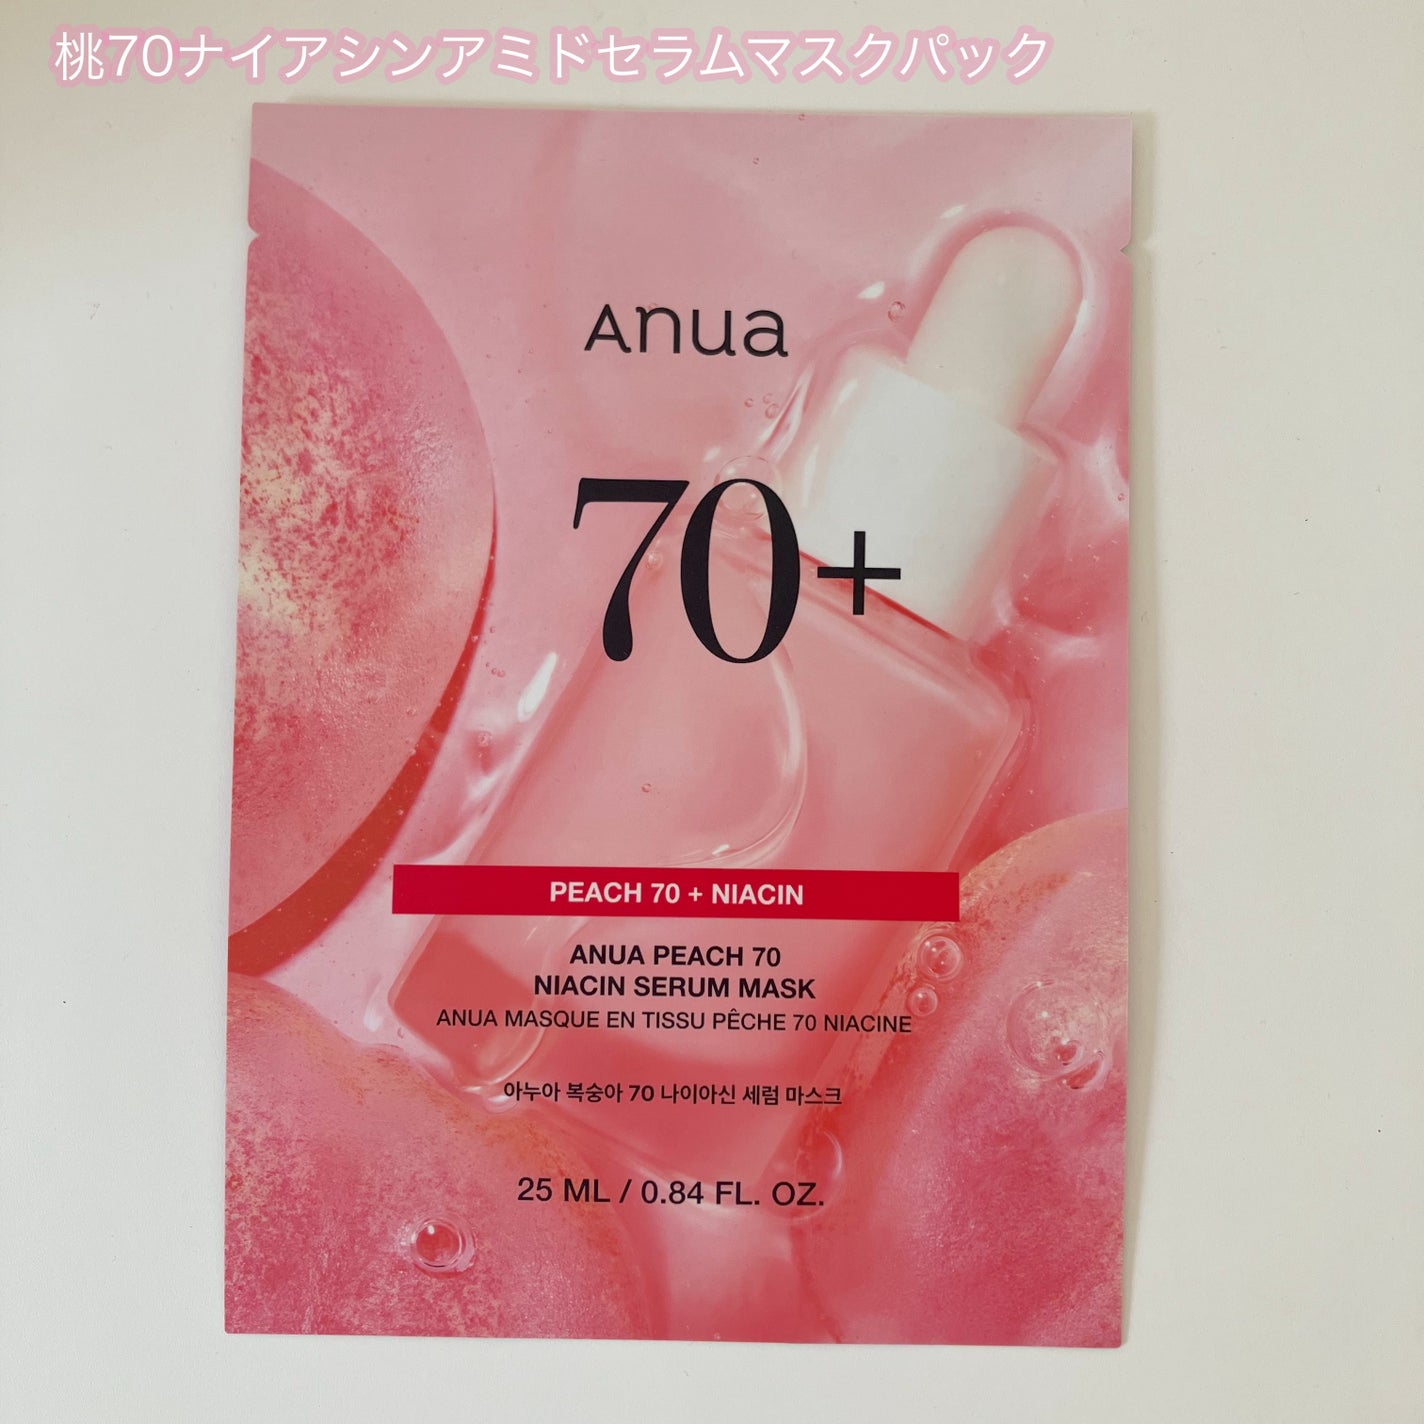 桃70ナイアシンアミドセラムマスクパック
Anua
70+
PEACH 70 + NIACIN
ANUA PEACH 70
NIACIN SERUM MASK
ANUA MASQUE EN TISSU PÊCHE 70 NIACINE
아누아 복숭아 70 나이아신 세럼 마스크
25 ML / 0.84 FL. OZ.